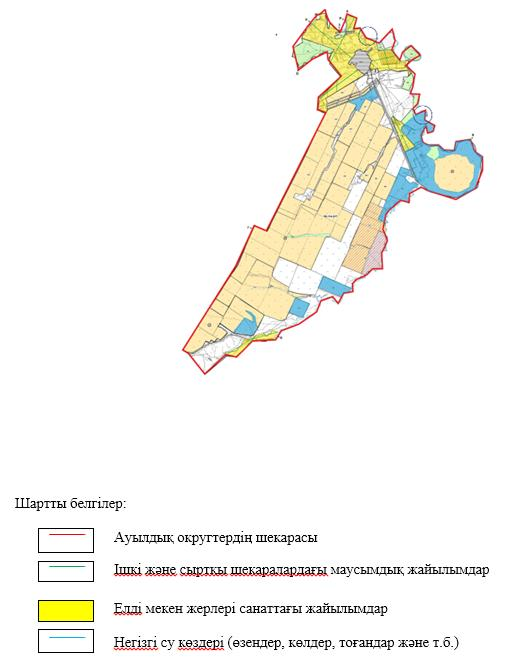 Шартты белгілер:
Ауылдық округтердің шекарасы
Ішкі және сыртқы шекаралардағы маусымдық жайылымдар
Елді мекен жерлері санаттағы жайылымдар
Негізгі су көздері (өзендер, көлдер, тоғандар және т.б.)